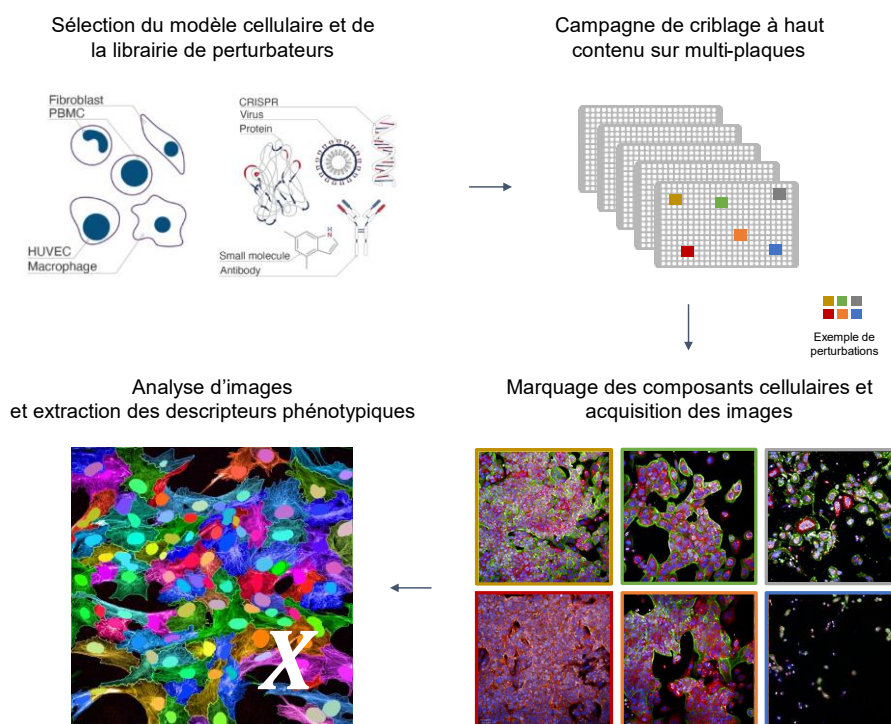 Sélection du modèle cellulaire et de
la librairie de perturbateurs
Campagne de criblage à haut
contenu sur multi-plaques
Fibroblast
PBMC
HUVEC
Macrophage
CRISPR
Virus
Protein
N
H
Small molecule
Antibody
Exemple de
perturbations
Marquage des composants cellulaires et
acquisition des images
Analyse d’images
et extraction des descripteurs phénotypiques
X